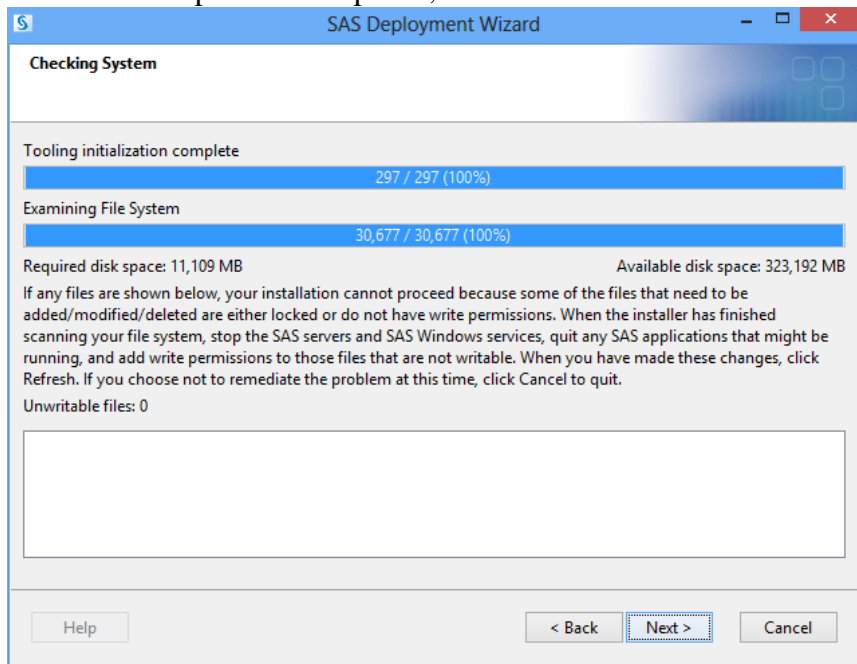 SAS Deployment Wizard
Checking System
Tooling initialization complete
297 / 297 (100%)
Examining File System
30,677 / 30,677 (100%)
Required disk space: 11,109 MB Available disk space: 323,192 MB
If any files are shown below, your installation cannot proceed because some of the files that need to be
added/modified/deleted are either locked or do not have write permissions. When the installer has finished
scanning your file system, stop the SAS servers and SAS Windows services, quit any SAS applications that might be
running, and add write permissions to those files that are not writable. When you have made these changes, click
Refresh. If you choose not to remediate the problem at this time, click Cancel to quit.
Unwritable files: 0
Help < Back Next > Cancel